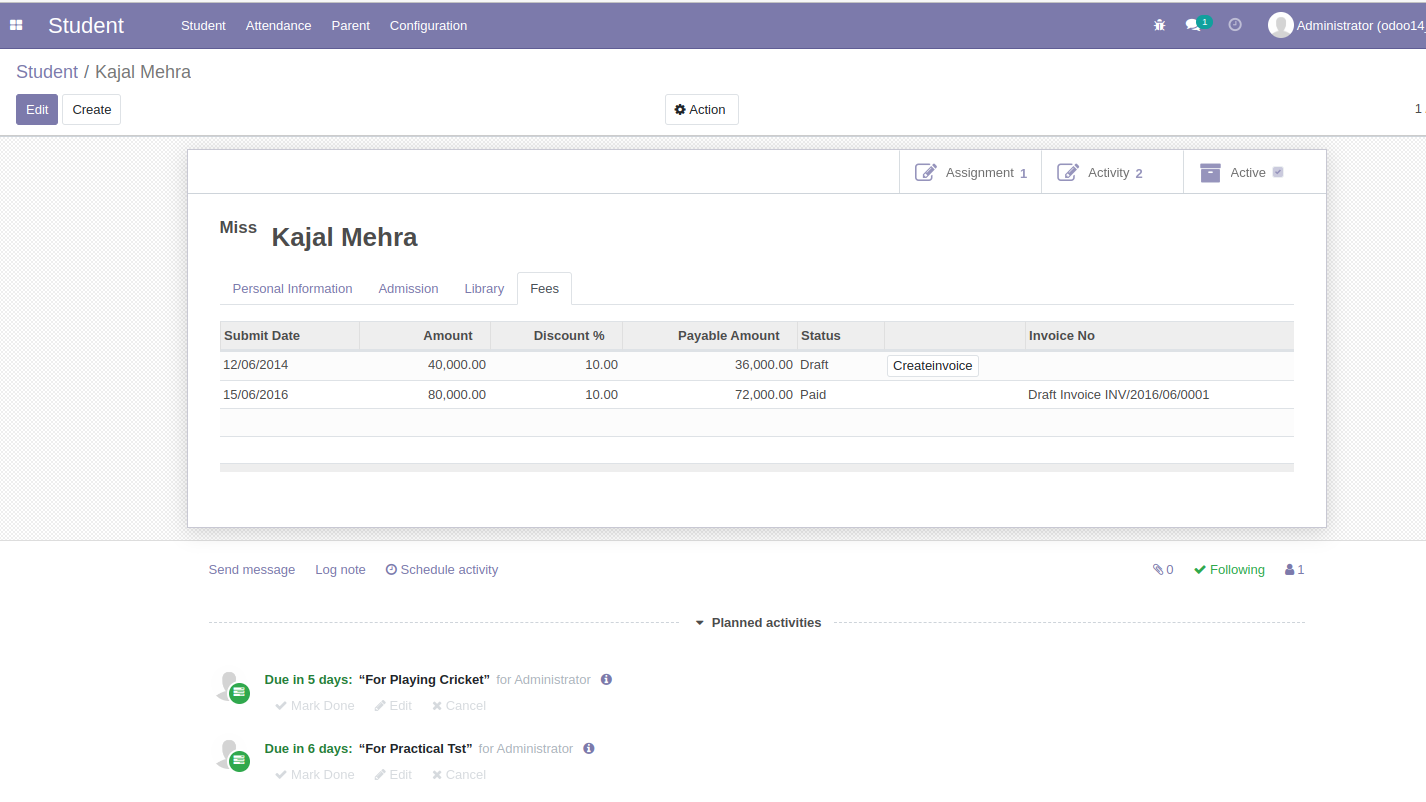 Student Student Attendance Parent Configuration 1 Administrator (odoo14_
Student / Kajal Mehra
Edit Create Action 1
Assignment 1 Activity 2 Active
Miss Kajal Mehra
Personal Information Admission Library Fees
Submit Date Amount Discount % Payable Amount Status Invoice No
12/06/2014 40,000.00 10.00 36,000.00 Draft Createinvoice
15/06/2016 80,000.00 10.00 72,000.00 Paid Draft Invoice INV/2016/06/0001
Send message Log note Schedule activity 0 Following 1
Planned activities
Due in 5 days: “For Playing Cricket” for Administrator
Mark Done Edit Cancel
Due in 6 days: “For Practical Tst” for Administrator
Mark Done Edit Cancel